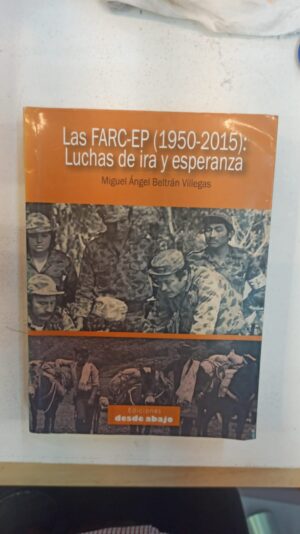 Las FARC-EP (1950-2015):
Luchas de ira y esperanza
Miguel Ángel Beltrán Villegas
Ediciones
desde abajo